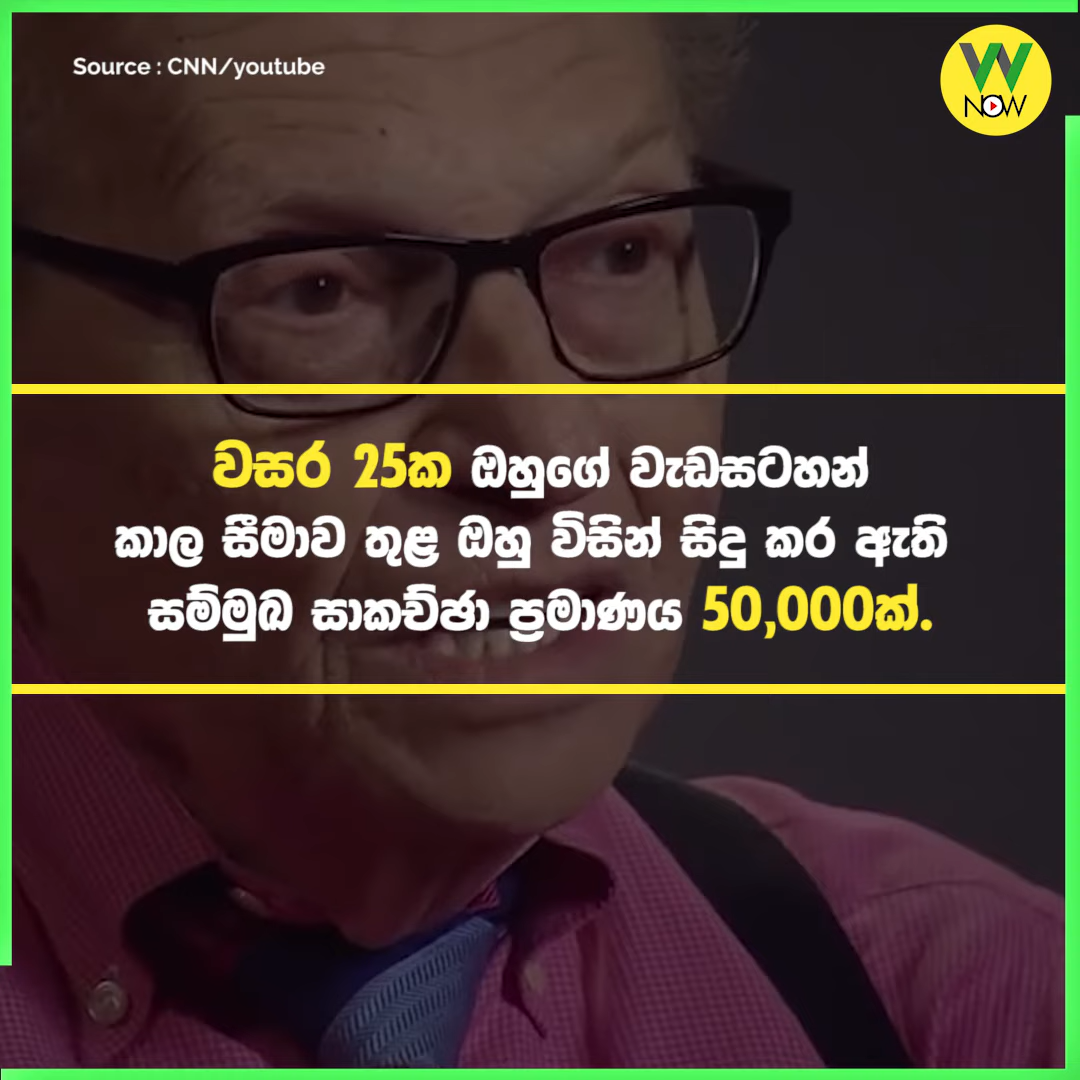 Source : CNN/youtube
W
NOW
වසර 25ක ඔහුගේ වැඩසටහන්
කාල සීමාව තුළ ඔහු විසින් සිදු කර ඇති
සම්මුඛ සාකච්ඡා ප්‍රමාණය 50,000ක්.